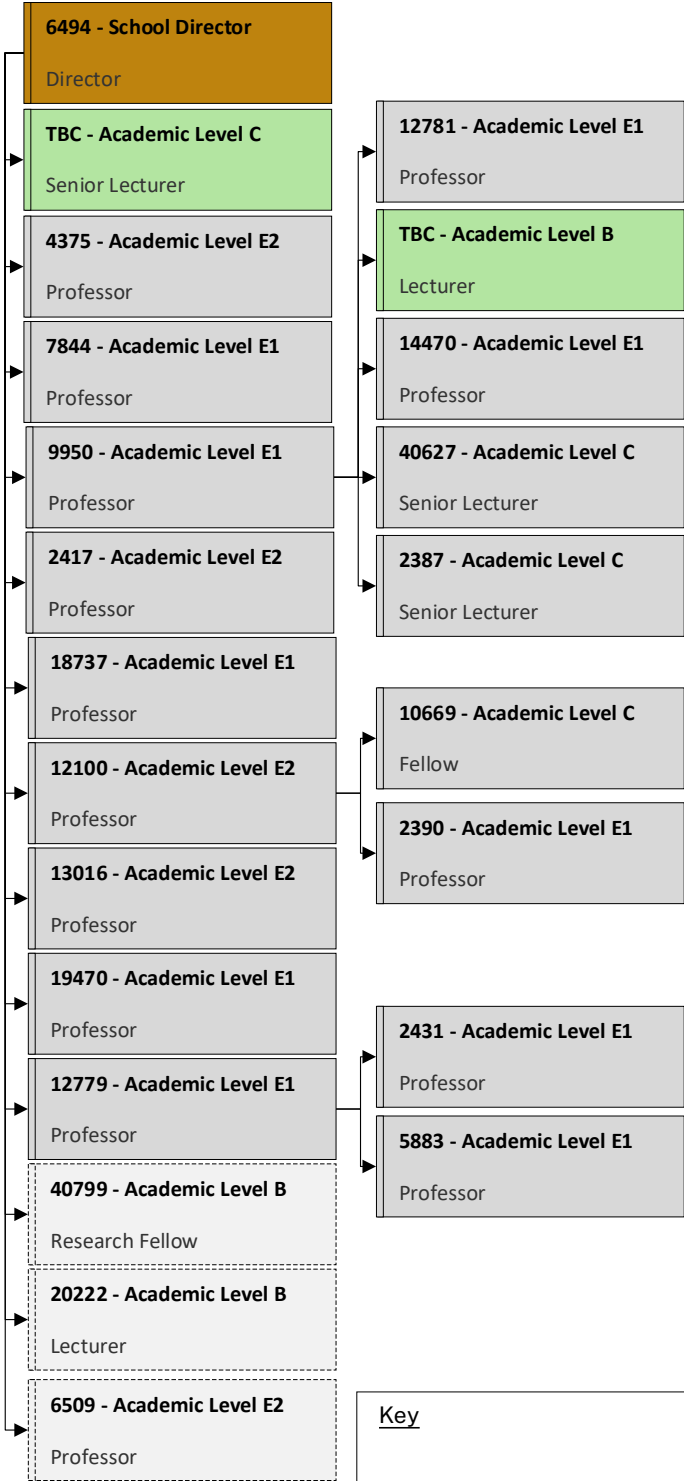 6494 - School Director
Director
TBC - Academic Level C
Senior Lecturer
4375 - Academic Level E2
Professor
7844 - Academic Level E1
Professor
9950 - Academic Level E1
Professor
2417 - Academic Level E2
Professor
18737 - Academic Level E1
Professor
12100 - Academic Level E2
Professor
13016 - Academic Level E2
Professor
19470 - Academic Level E1
Professor
12779 - Academic Level E1
Professor
40799 - Academic Level B
Research Fellow
20222 - Academic Level B
Lecturer
6509 - Academic Level E2
Professor
12781 - Academic Level E1
Professor
TBC - Academic Level B
Lecturer
14470 - Academic Level E1
Professor
40627 - Academic Level C
Senior Lecturer
2387 - Academic Level C
Senior Lecturer
10669 - Academic Level C
Fellow
2390 - Academic Level E1
Professor
2431 - Academic Level E1
Professor
5883 - Academic Level E1
Professor
Key